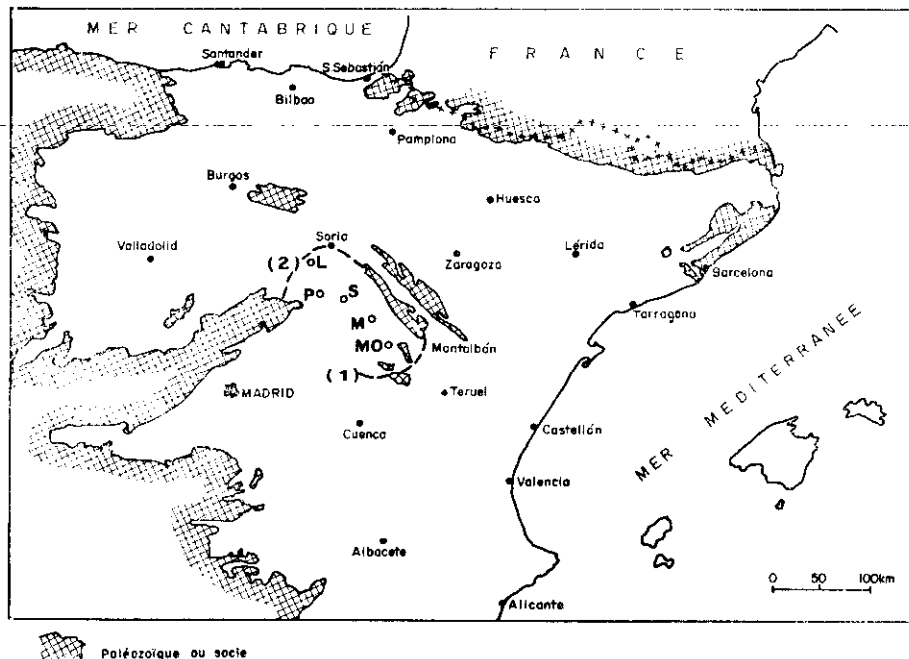 MER CANTABRIQUE
FRANCE
Santander
S. Sebastián
Bilbao
Pamplona
Burgos
Huesca
Soria
Valladolid
(2) L
Zaragoza
Lérida
Barcelona
P
S
Tarragona
M
MO
Montalbán
(1)
MADRID
Teruel
Cuenca
Castellón
MER MEDITERRANEE
Valencia
Albacete
0 50 100km
Alicante
Paléozoïque ou socle